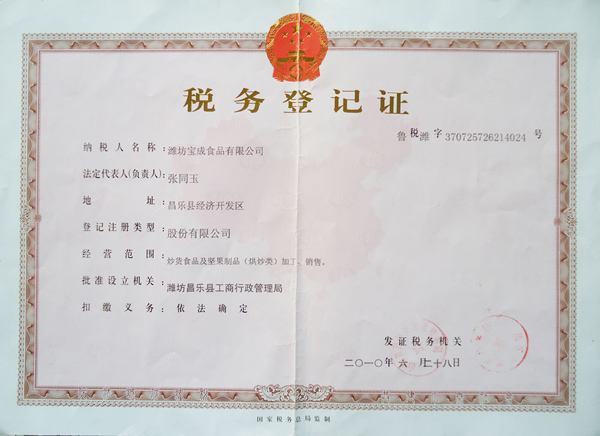 税务登记证
鲁税潍字370725726214024号
纳税人名称：潍坊宝成食品有限公司
法定代表人(负责人)：张同玉
地址：昌乐县经济开发区
登记注册类型：股份有限公司
经营范围：炒货食品及坚果制品（烘炒类）加工、销售。
批准设立机关：潍坊昌乐县工商行政管理局
扣缴义务：依法确定
发证税务机关
二〇一〇年六月二十八日
国家税务总局监制